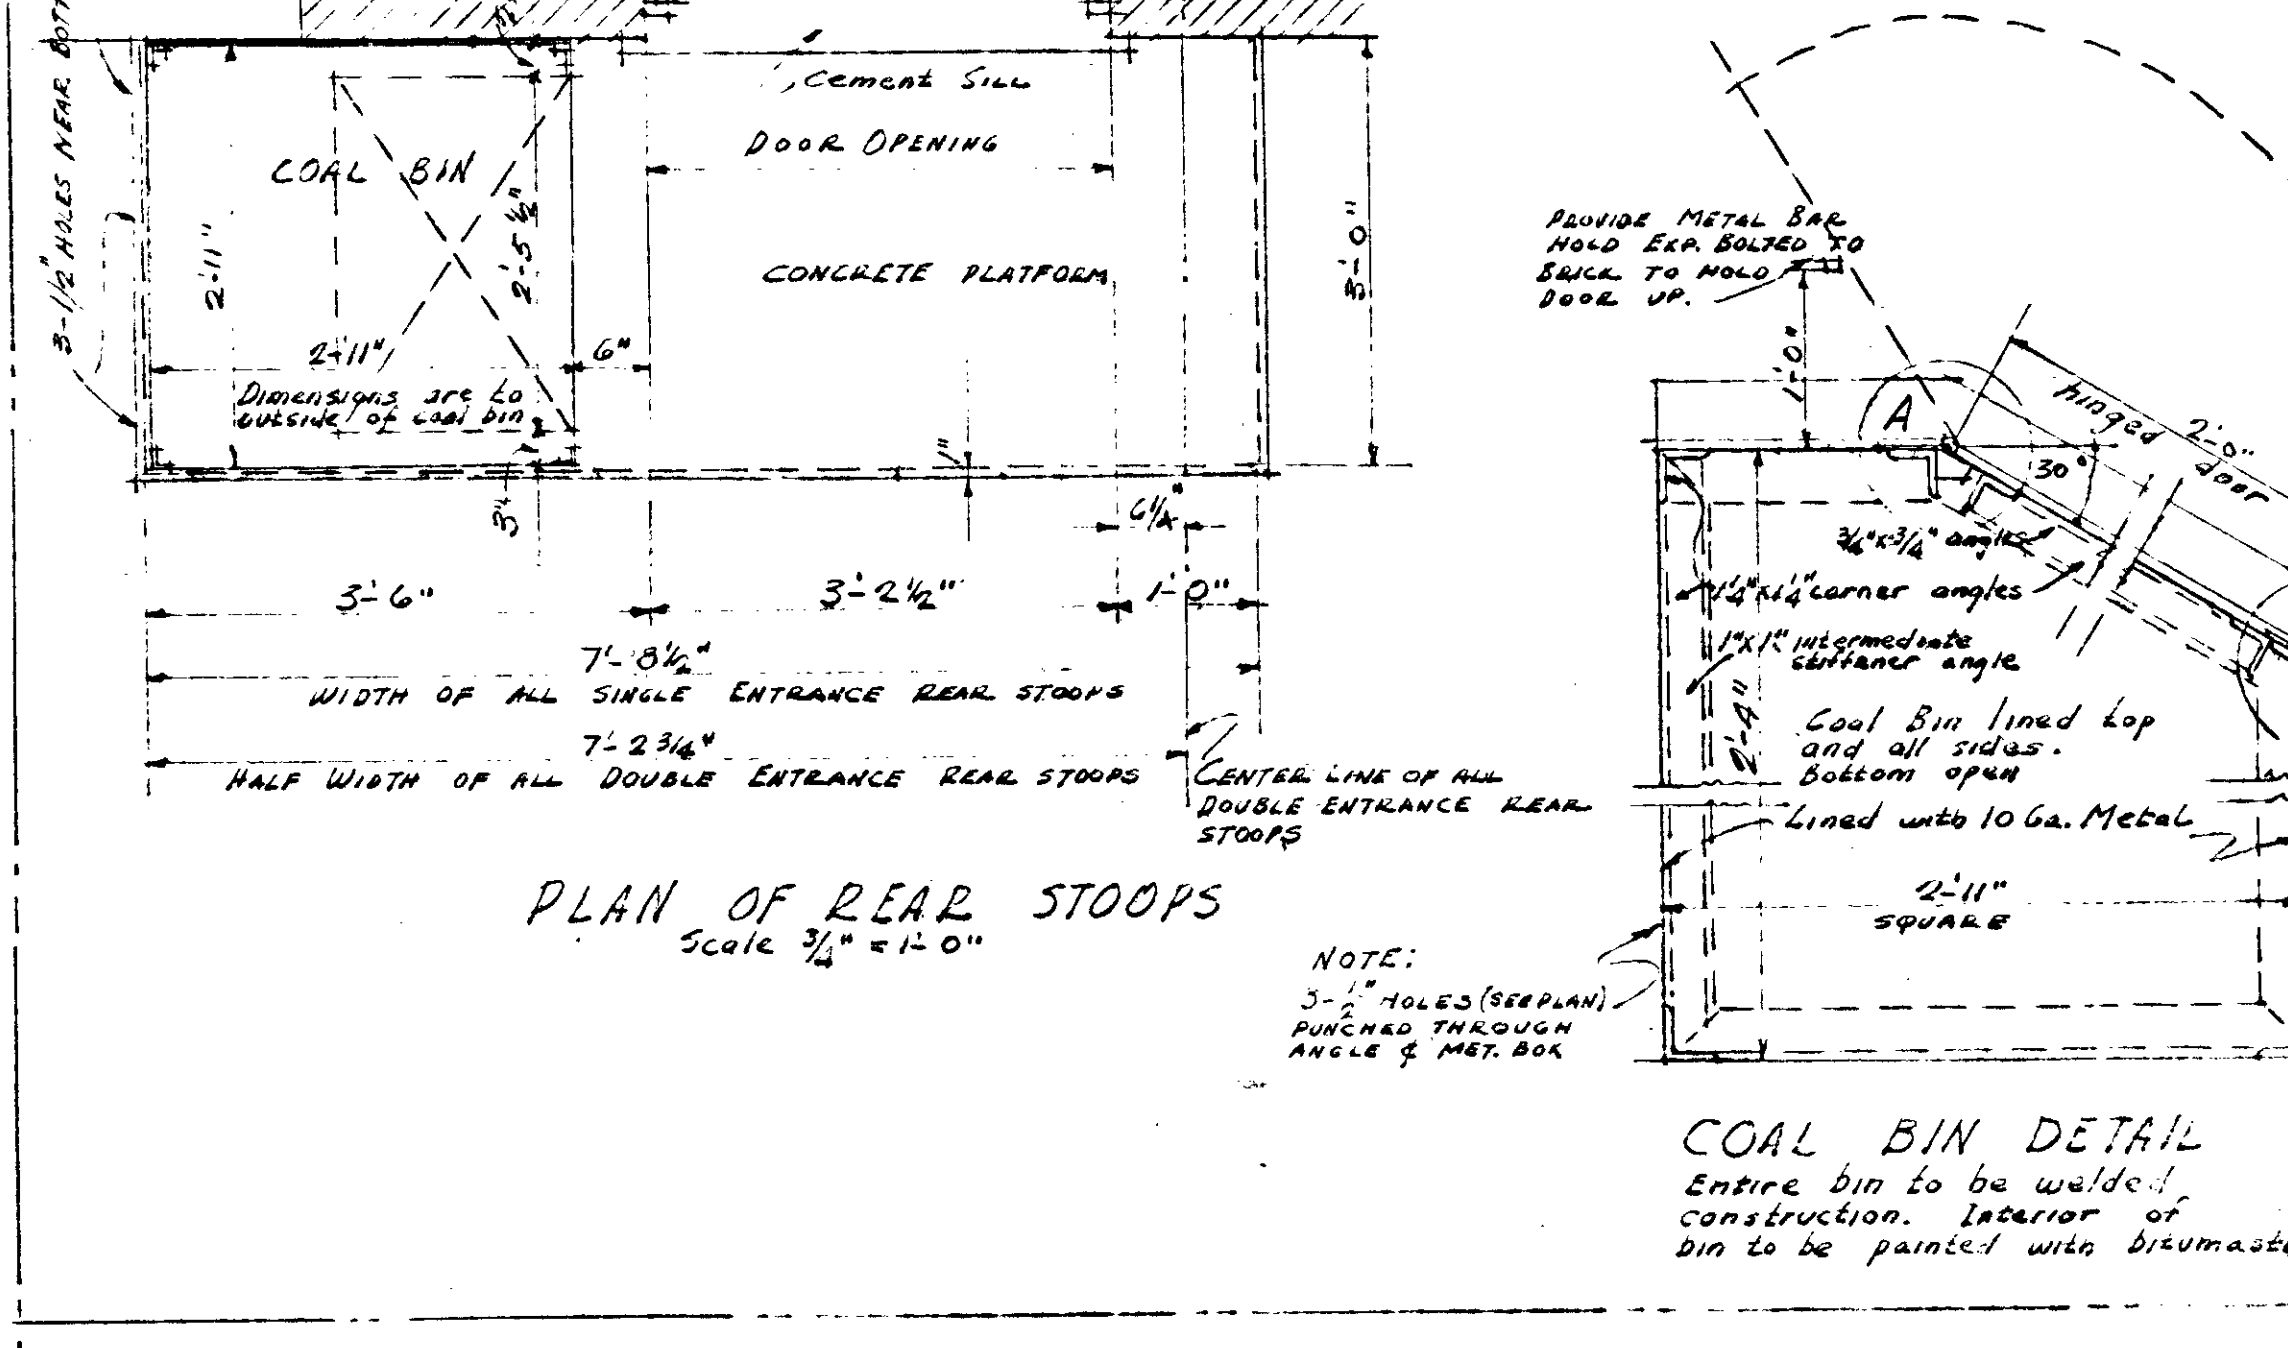 3-1/2" HOLES NEAR BOTT
Cement SILL
DOOR OPENING
COAL BIN
2'-11"
2'-5 1/2"
CONCRETE PLATFORM
3'-0"
2'-11"
6"
Dimensions are to
outside of coal bin
1"
3"
6 1/4"
3'-6"
3'-2 1/2"
1'-0"
7'-8 1/2"
WIDTH OF ALL SINGLE ENTRANCE REAR STOOPS
7'-2 3/4"
HALF WIDTH OF ALL DOUBLE ENTRANCE REAR STOOPS
CENTER LINE OF ALL
DOUBLE ENTRANCE REAR
STOOPS
PLAN OF REAR STOOPS
Scale 3/4" = 1'-0"
PROVIDE METAL BAR
HOLD EXP. BOLTED TO
BRICK TO HOLD
DOOR UP.
1'-0"
A
hinged door
2'-0"
30°
3/4"x3/4" angles
1 1/4"x1 1/4" corner angles
1"x1" intermediate
stiffener angle
2'-4"
Coal Bin lined top
and all sides.
Bottom open
Lined with 10 Ga. Metal
2'-11"
SQUARE
NOTE:
3-1/2" HOLES (SEE PLAN)
PUNCHED THROUGH
ANGLE & MET. BOX
COAL BIN DETAIL
Entire bin to be welded
construction. Interior of
bin to be painted with bitumast